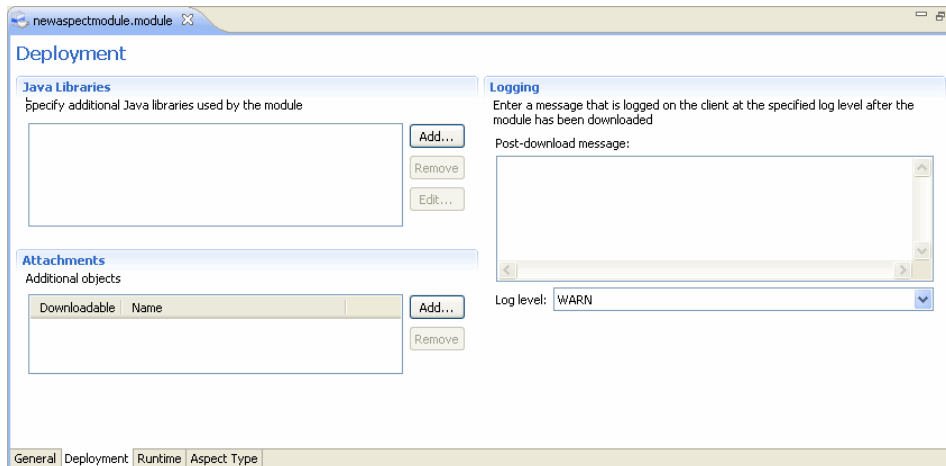 newaspectmodule.module
Deployment
Java Libraries
Specify additional Java libraries used by the module
Add...
Remove
Edit...
Attachments
Additional objects
Downloadable Name
Add...
Remove
Logging
Enter a message that is logged on the client at the specified log level after the
module has been downloaded
Post-download message:
Log level: WARN
General Deployment Runtime Aspect Type